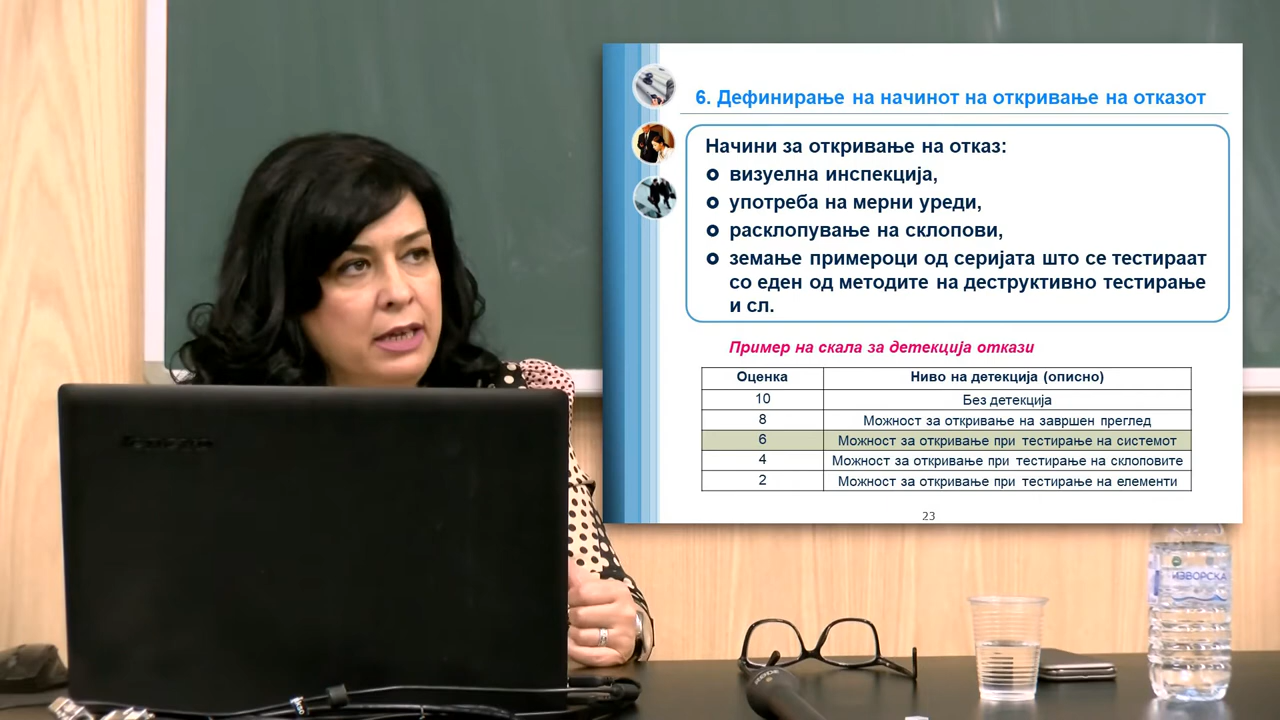 6. Дефинирање на начинот на откривање на отказот
Начини за откривање на отказ:
визуелна инспекција,
употреба на мерни уреди,
расклопување на склопови,
земање примероци од серијата што се тестираат
со еден од методите на деструктивно тестирање
и сл.
Пример на скала за детекција откази
Оценка Ниво на детекција (описно)
10 Без детекција
8 Можност за откривање на завршен преглед
6 Можност за откривање при тестирање на системот
4 Можност за откривање при тестирање на склоповите
2 Можност за откривање при тестирање на елементи
23
ИЗВОРСКА
RODE